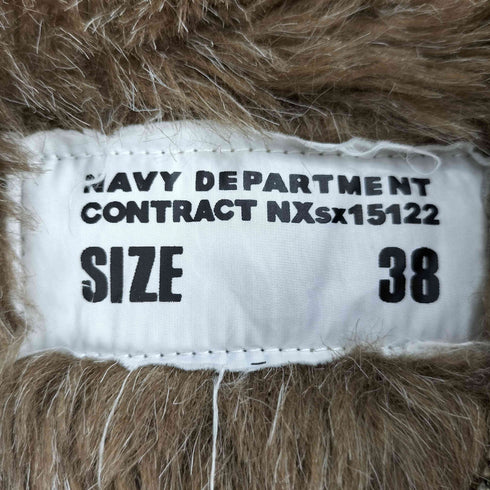 NAVY DEPARTMENT
CONTRACT NXsx15122
SIZE 38